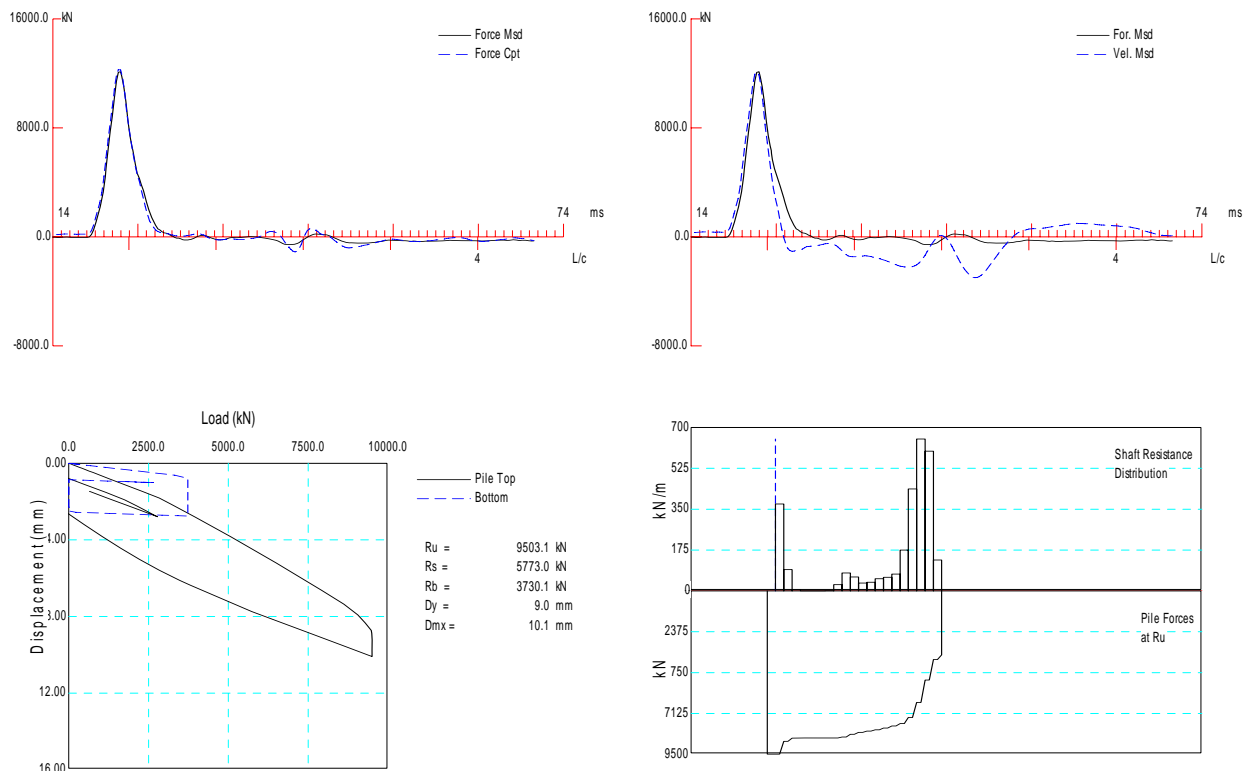 16000.0 kN
Force Msd
Force Cpt
8000.0
14 74 ms
0.0
4
L/c
-8000.0
16000.0 kN
For. Msd
Vel. Msd
8000.0
14 74 ms
0.0
4
L/c
-8000.0
Load (kN)
0.0 2500.0 5000.0 7500.0 10000.0
0.00
1.00
3.00
12.00
16.00
Displacement (mm)
Pile Top
Bottom
Ru = 9503.1 kN
Rs = 5773.0 kN
Rb = 3730.1 kN
Dy = 9.0 mm
Dmx = 10.1 mm
700
525
350
175
0
kN/m
Shaft Resistance
Distribution
2375
750
7125
9500
kN
Pile Forces
at Ru